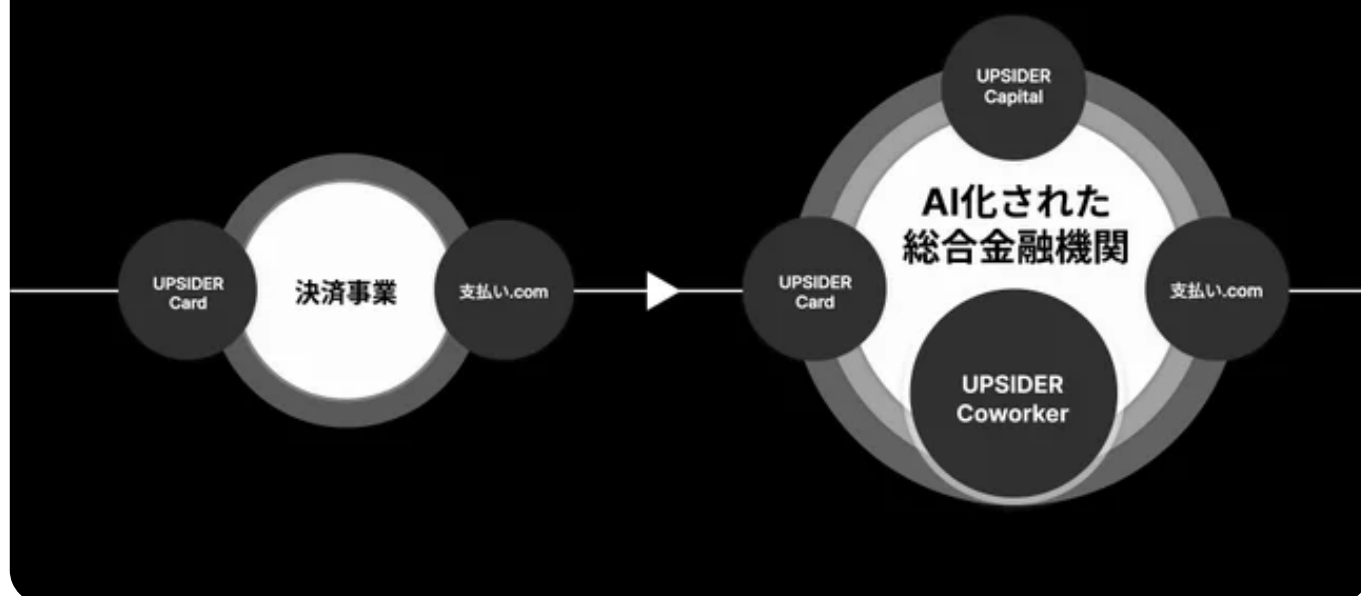 UPSIDER
Card
決済事業
支払い.com
UPSIDER
Capital
AI化された
総合金融機関
UPSIDER
Card
支払い.com
UPSIDER
Coworker